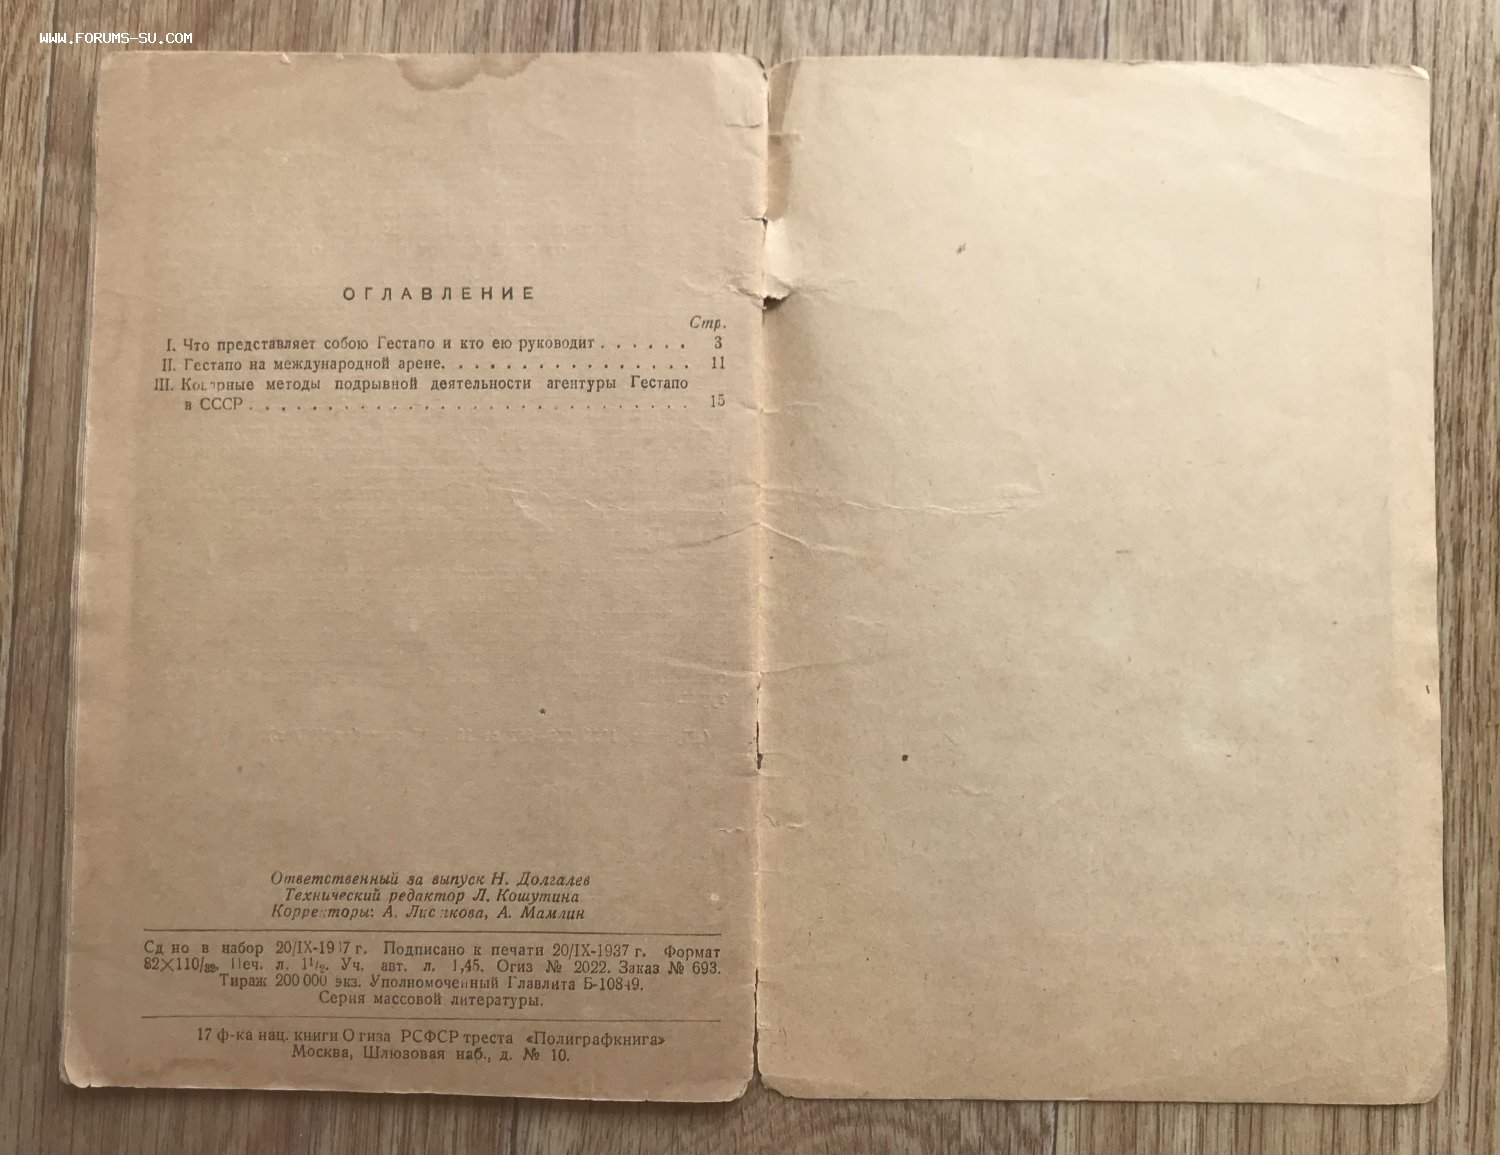 WWW.FORUMS-SU.COM
ОГЛАВЛЕНИЕ
Стр.
I. Что представляет собою Гестапо и кто ею руководит . . . . . . 3
II. Гестапо на международной арене. . . . . . . . . . . . . . . . 11
III. Коварные методы подрывной деятельности агентуры Гестапо
в СССР . . . . . . . . . . . . . . . . . . . . . . . . . . . . 15
Ответственный за выпуск Н. Долгалев
Технический редактор Л. Кошутина
Корректоры: А. Лисякова, А. Мамлин
Сдано в набор 20/IX-1937 г. Подписано к печати 20/IX-1937 г. Формат
82×110/32. Печ. л. 1 1/2. Уч. авт. л. 1,45. Огиз № 2022. Заказ № 693.
Тираж 200 000 экз. Уполномоченный Главлита Б-10849.
Серия массовой литературы.
17 ф-ка нац. книги Огиза РСФСР треста «Полиграфкнига»
Москва, Шлюзовая наб., д. № 10.